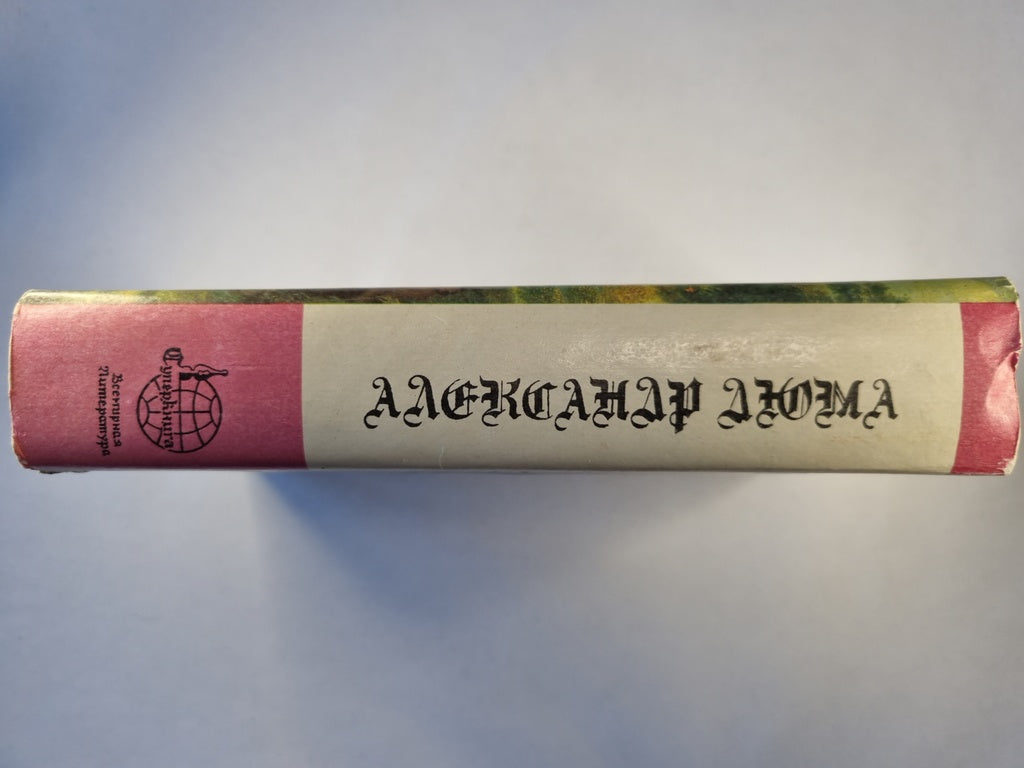 АЛЕКСАНДР ДЮМА
Суперкнига
Всемирная
Литература